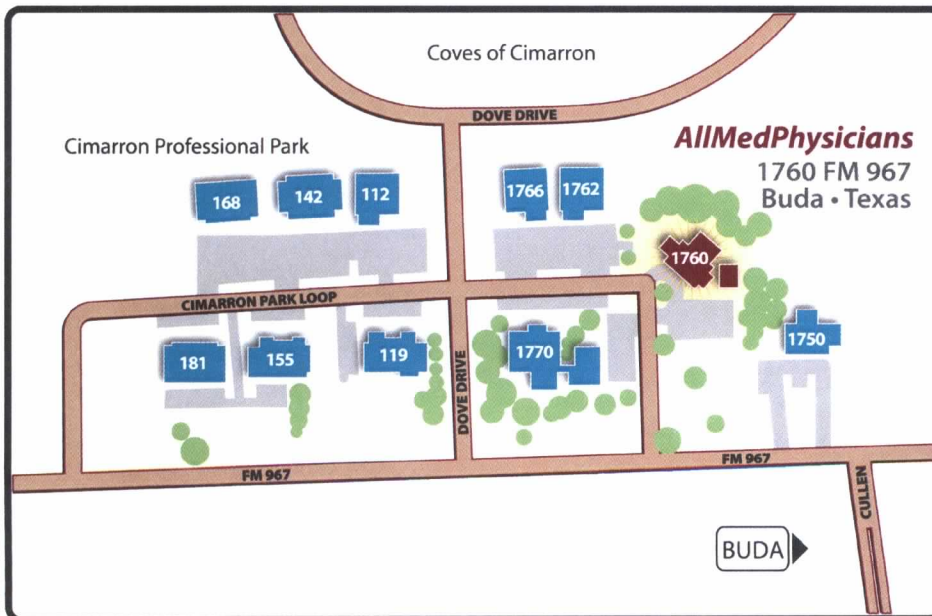 Coves of Cimarron
DOVE DRIVE
Cimarron Professional Park
AllMedPhysicians
1760 FM 967
Buda • Texas
168
142
112
1766
1762
1760
CIMARRON PARK LOOP
181
155
119
DOVE DRIVE
1770
1750
FM 967
FM 967
CULLEN
BUDA